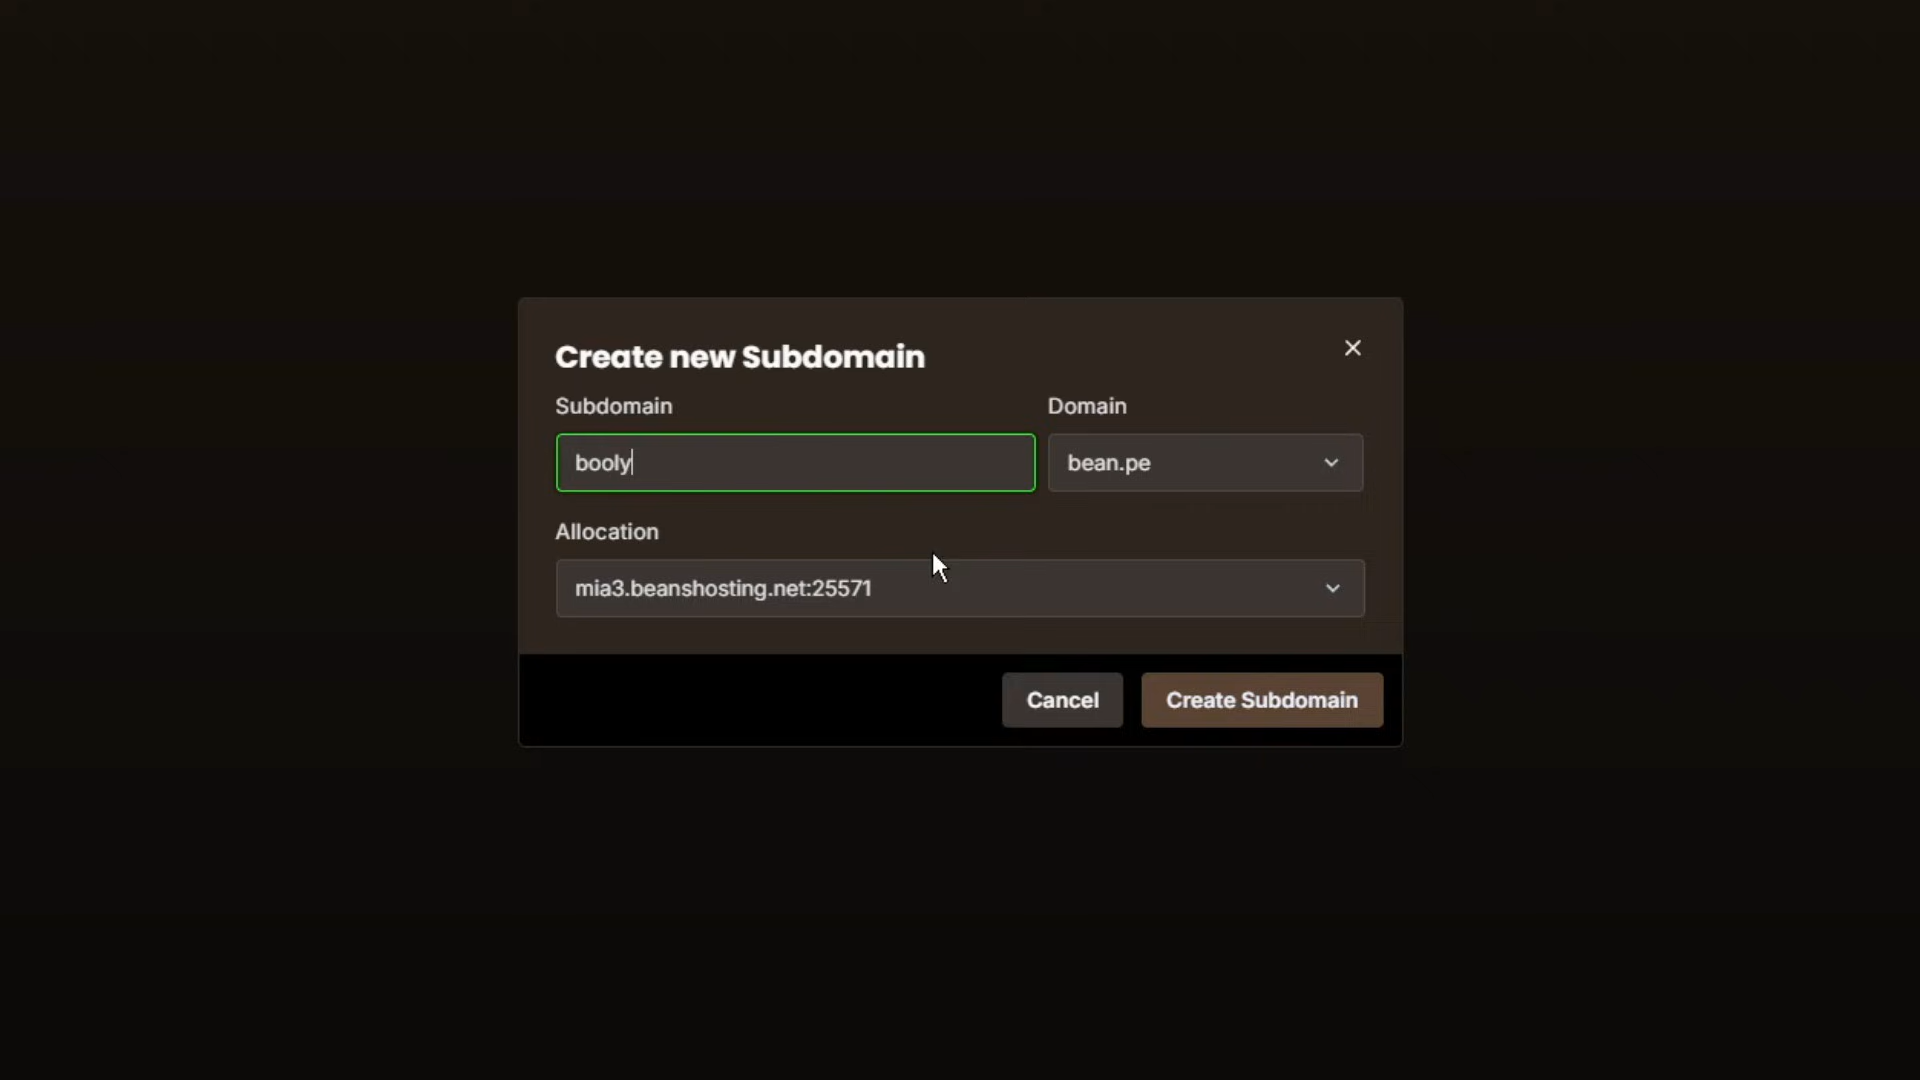 Create new Subdomain
Subdomain
Domain
booly
bean.pe
Allocation
mia3.beanshosting.net:25571
Cancel
Create Subdomain